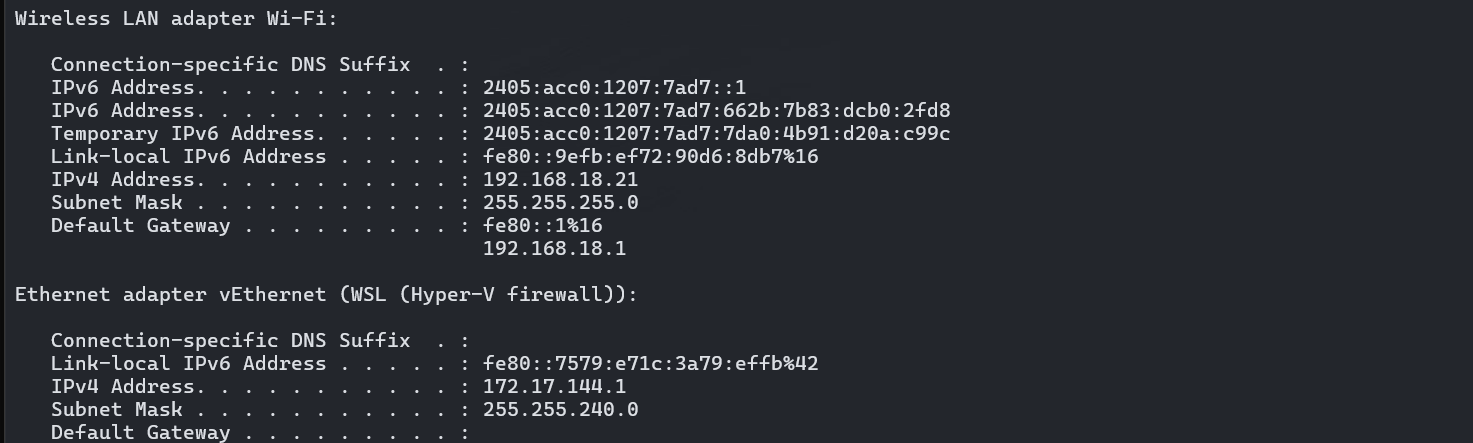 Wireless LAN adapter Wi-Fi:
Connection-specific DNS Suffix  . :
IPv6 Address. . . . . . . . . . . : 2405:acc0:1207:7ad7::1
IPv6 Address. . . . . . . . . . . : 2405:acc0:1207:7ad7:662b:7b83:dcb0:2fd8
Temporary IPv6 Address. . . . . . : 2405:acc0:1207:7ad7:7da0:4b91:d20a:c99c
Link-local IPv6 Address . . . . . : fe80::9efb:ef72:90d6:8db7%16
IPv4 Address. . . . . . . . . . . : 192.168.18.21
Subnet Mask . . . . . . . . . . . : 255.255.255.0
Default Gateway . . . . . . . . . : fe80::1%16
192.168.18.1
Ethernet adapter vEthernet (WSL (Hyper-V firewall)):
Connection-specific DNS Suffix  . :
Link-local IPv6 Address . . . . . : fe80::7579:e71c:3a79:effb%42
IPv4 Address. . . . . . . . . . . : 172.17.144.1
Subnet Mask . . . . . . . . . . . : 255.255.240.0
Default Gateway . . . . . . . . . :